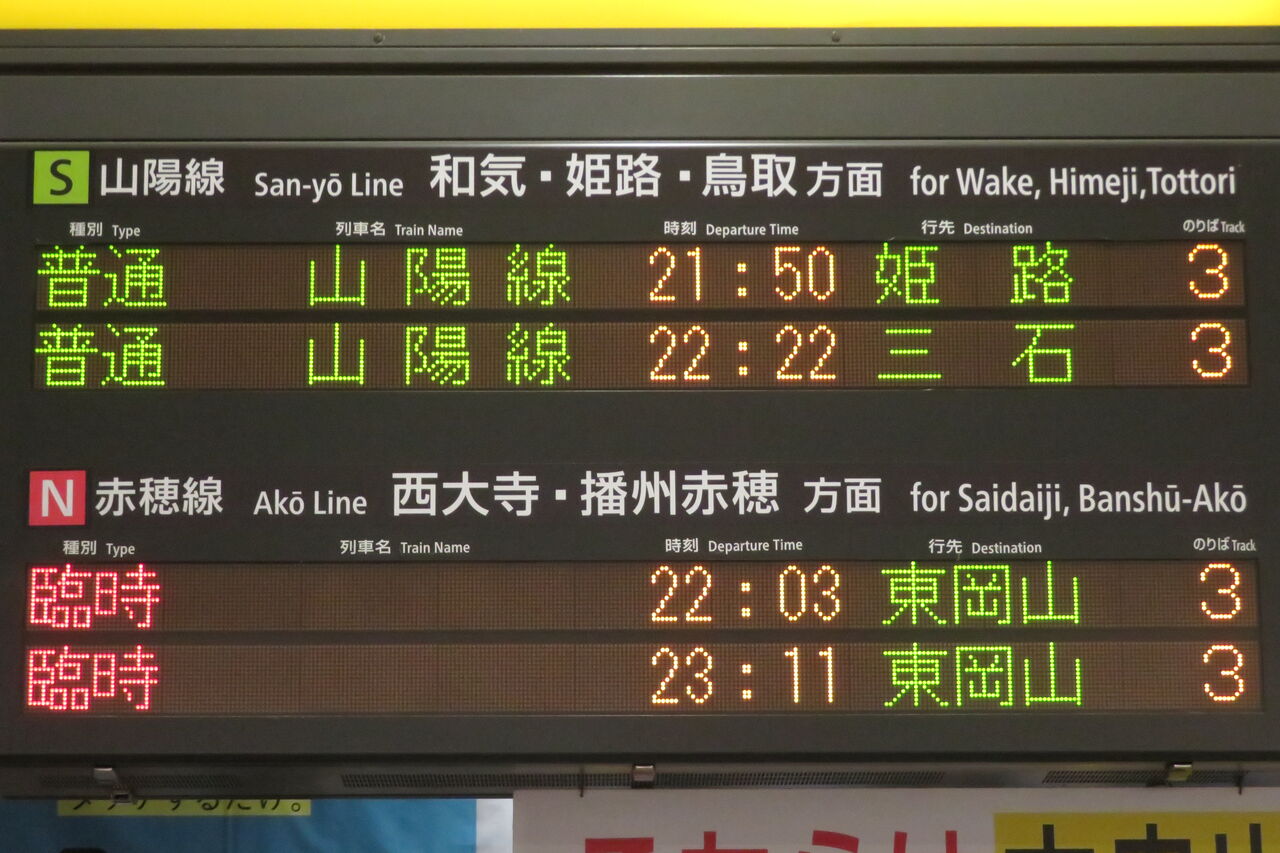 S 山陽線 San-yō Line 和気・姫路・鳥取方面 for Wake, Himeji,Tottori
種別 Type 列車名 Train Name 時刻 Departure Time 行先 Destination のりば Track
普通 山陽線 21:50 姫路 3
普通 山陽線 22:22 三石 3
N 赤穂線 Akō Line 西大寺・播州赤穂 方面 for Saidaiji, Banshū-Akō
種別 Type 列車名 Train Name 時刻 Departure Time 行先 Destination のりば Track
臨時 22:03 東岡山 3
臨時 23:11 東岡山 3